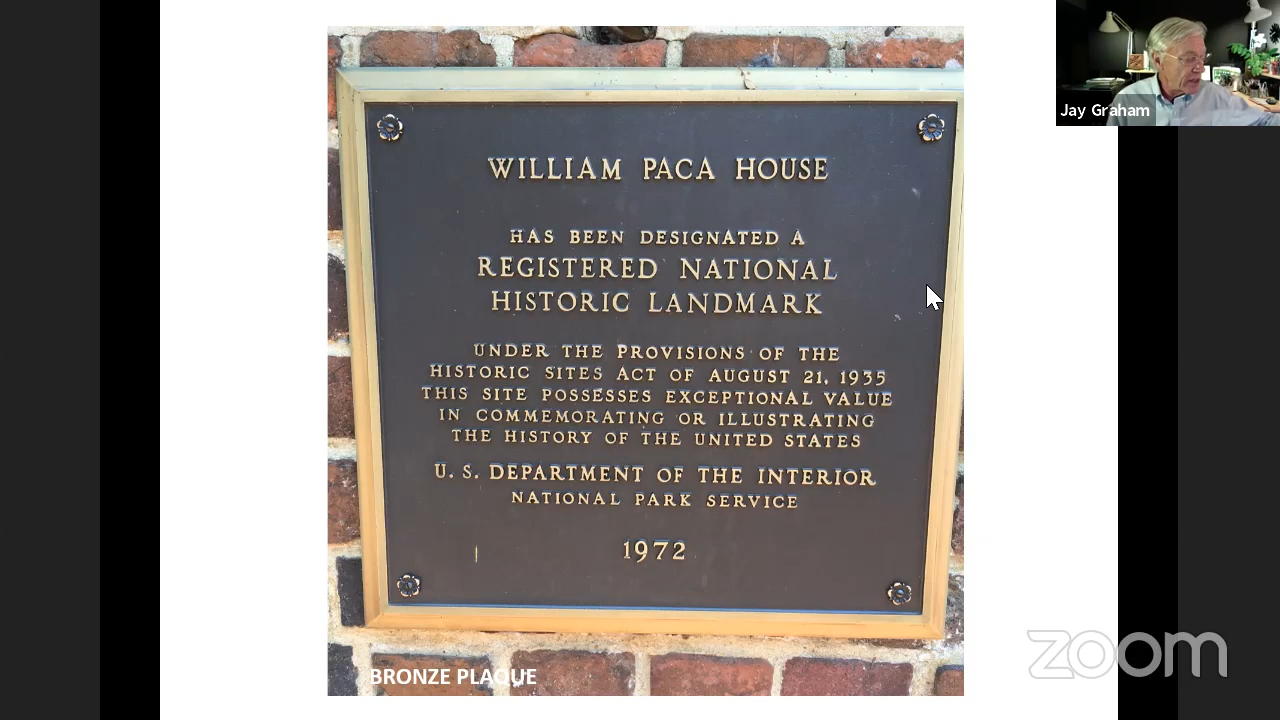 WILLIAM PACA HOUSE
HAS BEEN DESIGNATED A
REGISTERED NATIONAL
HISTORIC LANDMARK
UNDER THE PROVISIONS OF THE
HISTORIC SITES ACT OF AUGUST 21, 1935
THIS SITE POSSESSES EXCEPTIONAL VALUE
IN COMMEMORATING OR ILLUSTRATING
THE HISTORY OF THE UNITED STATES
U. S. DEPARTMENT OF THE INTERIOR
NATIONAL PARK SERVICE
1972
BRONZE PLAQUE
Jay Graham
zoom